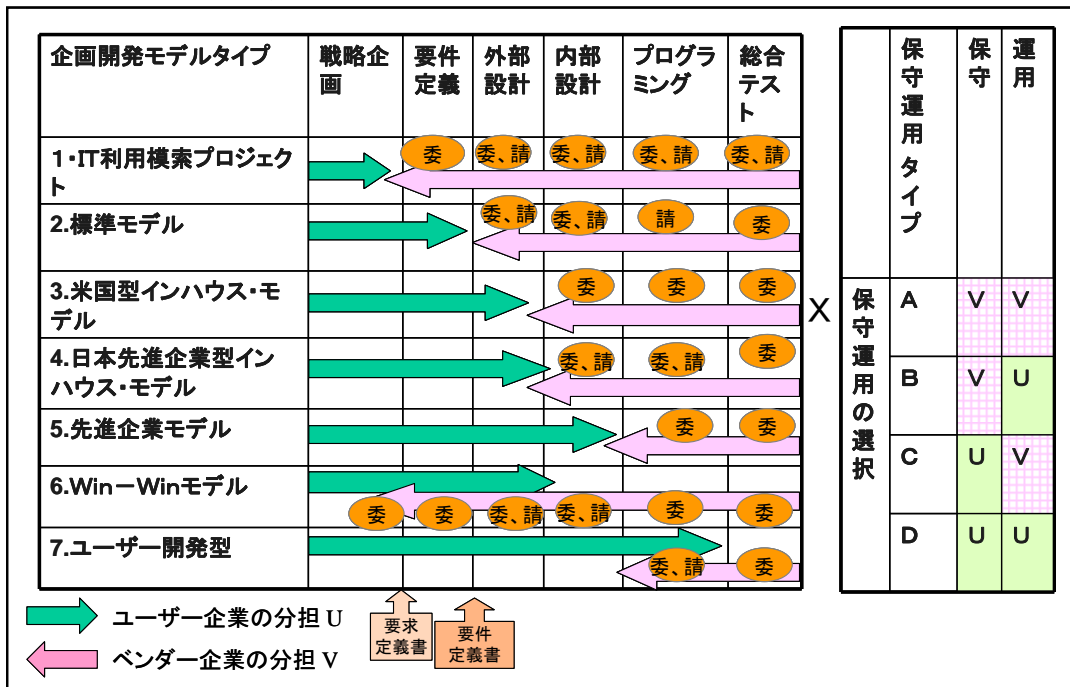 企画開発モデルタイプ
戦略企
画
要件
定義
外部
設計
内部
設計
プログラ
ミング
総合
テス
ト
1・IT利用模索プロジェク
ト
委
委、請
委、請
委、請
委、請
2.標準モデル
委、請
委、請
請
委
3.米国型インハウス・モ
デル
委
委
委
4.日本先進企業型イン
ハウス・モデル
委、請
委、請
委
5.先進企業モデル
委
委
6.Win－Winモデル
委
委
委、請
委、請
委
委
7.ユーザー開発型
委、請
委
ユーザー企業の分担 U
ベンダー企業の分担 V
要求
定義書
要件
定義書
X
保守運用タイプ
保守
運用
保守運用の選択
A
V
V
B
V
U
C
U
V
D
U
U